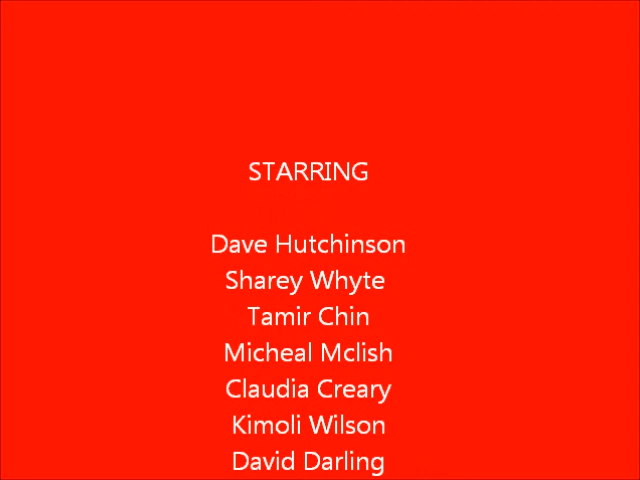 STARRING
Dave Hutchinson
Sharey Whyte
Tamir Chin
Micheal Mclish
Claudia Creary
Kimoli Wilson
David Darling